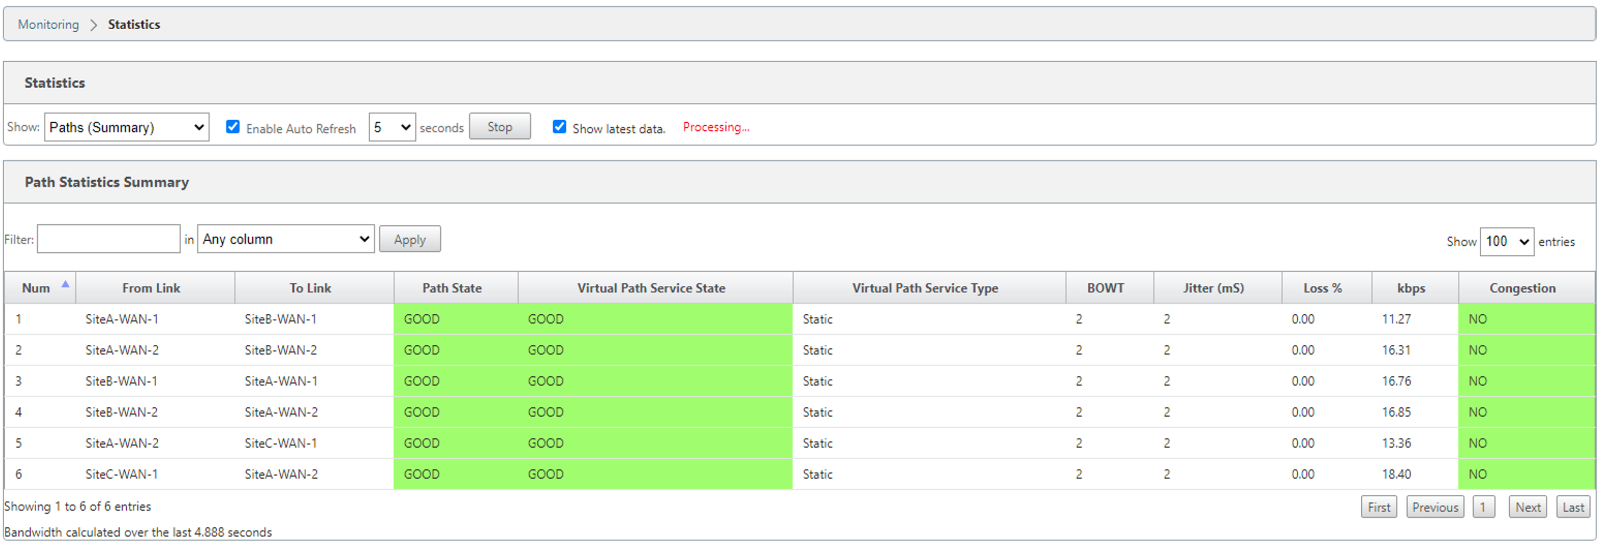 Monitoring > Statistics
Statistics
Show: Paths (Summary) Enable Auto Refresh 5 seconds Stop Show latest data. Processing...
Path Statistics Summary
Filter: in Any column Apply Show 100 entries
Num From Link To Link Path State Virtual Path Service State Virtual Path Service Type BOWT Jitter (mS) Loss % kbps Congestion
1 SiteA-WAN-1 SiteB-WAN-1 GOOD GOOD Static 2 2 0.00 11.27 NO
2 SiteA-WAN-2 SiteB-WAN-2 GOOD GOOD Static 2 2 0.00 16.31 NO
3 SiteB-WAN-1 SiteA-WAN-1 GOOD GOOD Static 2 2 0.00 16.76 NO
4 SiteB-WAN-2 SiteA-WAN-2 GOOD GOOD Static 2 2 0.00 16.85 NO
5 SiteA-WAN-2 SiteC-WAN-1 GOOD GOOD Static 2 2 0.00 13.36 NO
6 SiteC-WAN-1 SiteA-WAN-2 GOOD GOOD Static 2 2 0.00 18.40 NO
Showing 1 to 6 of 6 entries First Previous 1 Next Last
Bandwidth calculated over the last 4.888 seconds